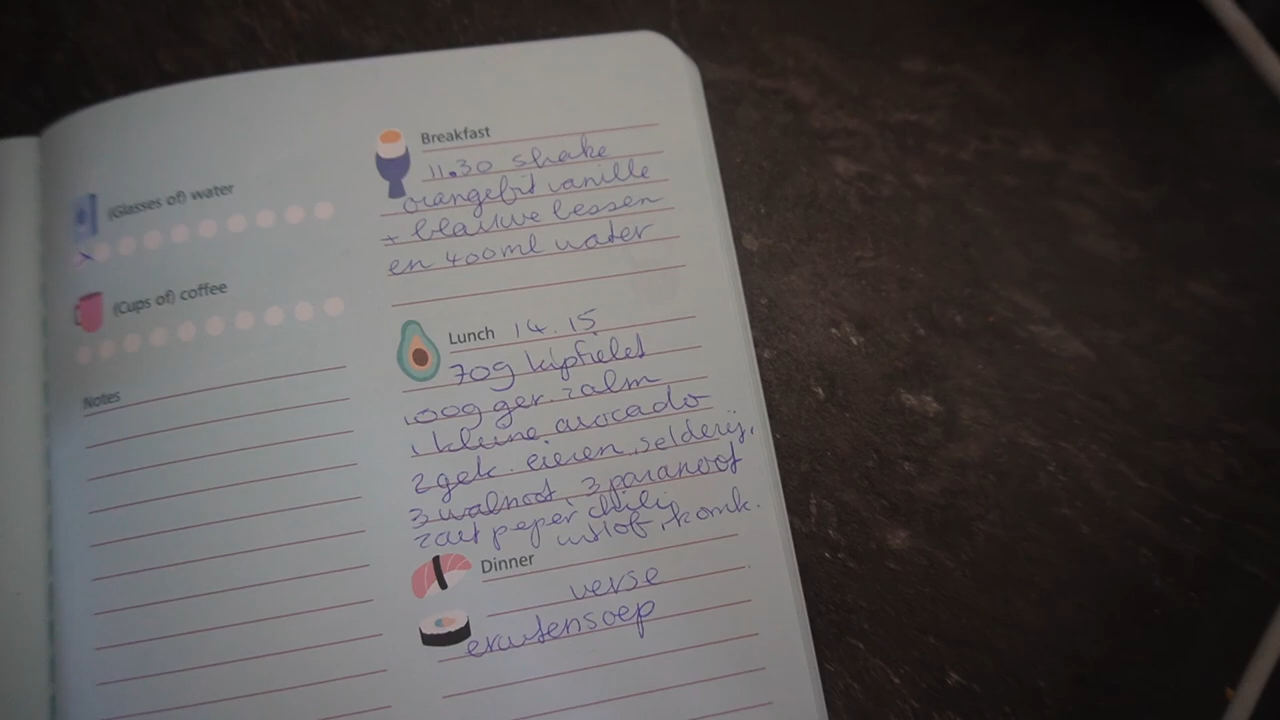 (Glasses of) water
(Cups of) coffee
Notes
Breakfast
11.30 shake
orangefit vanille
+ blauwe bessen
en 400ml water
Lunch 14.15
70g kipfilet
100g ger. zalm
1 kleine avocado
2 gek. eieren, selderij,
3 walnoot, 3 paranoot
zout peper chili
witlof, komk.
Dinner
verse
erwtensoep